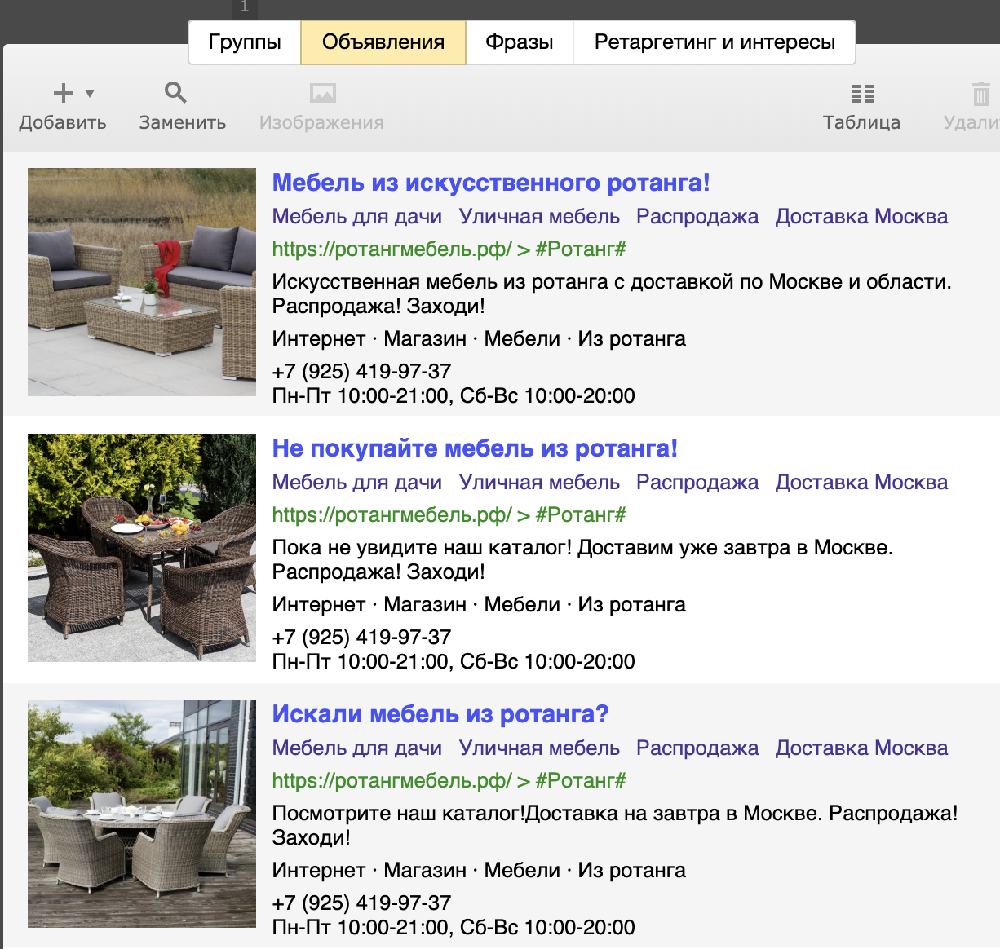 1
Группы Объявления Фразы Ретаргетинг и интересы
Добавить Заменить Изображения Таблица Удали
Мебель из искусственного ротанга!
Мебель для дачи Уличная мебель Распродажа Доставка Москва
https://ротангмебель.рф/ > #Ротанг#
Искусственная мебель из ротанга с доставкой по Москве и области.
Распродажа! Заходи!
Интернет · Магазин · Мебели · Из ротанга
+7 (925) 419-97-37
Пн-Пт 10:00-21:00, Сб-Вс 10:00-20:00
Не покупайте мебель из ротанга!
Мебель для дачи Уличная мебель Распродажа Доставка Москва
https://ротангмебель.рф/ > #Ротанг#
Пока не увидите наш каталог! Доставим уже завтра в Москве.
Распродажа! Заходи!
Интернет · Магазин · Мебели · Из ротанга
+7 (925) 419-97-37
Пн-Пт 10:00-21:00, Сб-Вс 10:00-20:00
Искали мебель из ротанга?
Мебель для дачи Уличная мебель Распродажа Доставка Москва
https://ротангмебель.рф/ > #Ротанг#
Посмотрите наш каталог!Доставка на завтра в Москве. Распродажа!
Заходи!
Интернет · Магазин · Мебели · Из ротанга
+7 (925) 419-97-37
Пн-Пт 10:00-21:00, Сб-Вс 10:00-20:00